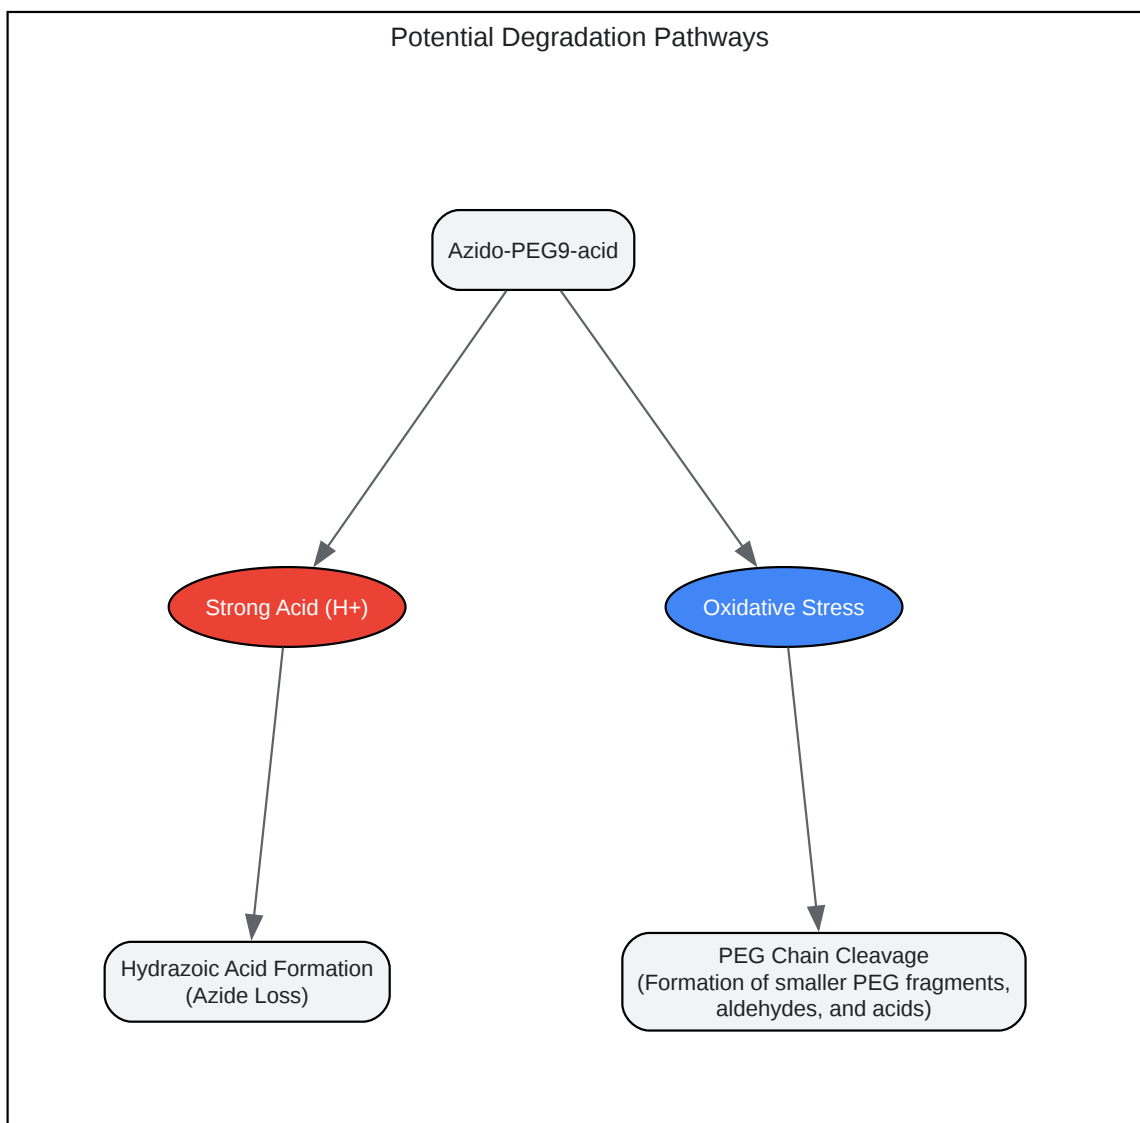 Potential Degradation Pathways
Azido-PEG9-acid
Strong Acid (H+)
Oxidative Stress
Hydrazoic Acid Formation
(Azide Loss)
PEG Chain Cleavage
(Formation of smaller PEG fragments,
aldehydes, and acids)